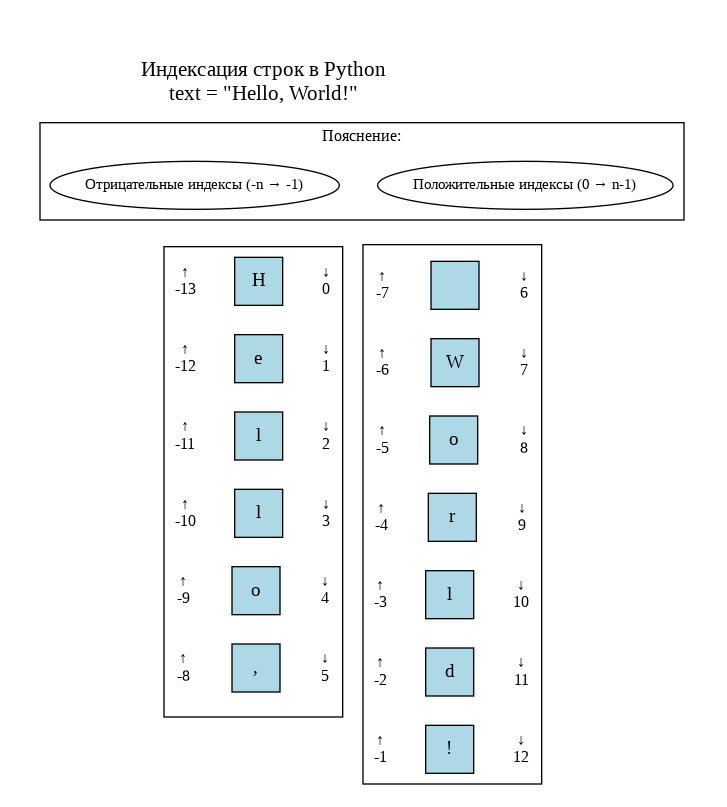 Индексация строк в Python
text = "Hello, World!"
Пояснение:
Отрицательные индексы (-n → -1)
Положительные индексы (0 → n-1)
↑ ↓
-13 H 0
↑ ↓
-12 e 1
↑ ↓
-11 l 2
↑ ↓
-10 l 3
↑ ↓
-9 o 4
↑ ↓
-8 , 5
↑ ↓
-7 6
↑ ↓
-6 W 7
↑ ↓
-5 o 8
↑ ↓
-4 r 9
↑ ↓
-3 l 10
↑ ↓
-2 d 11
↑ ↓
-1 ! 12